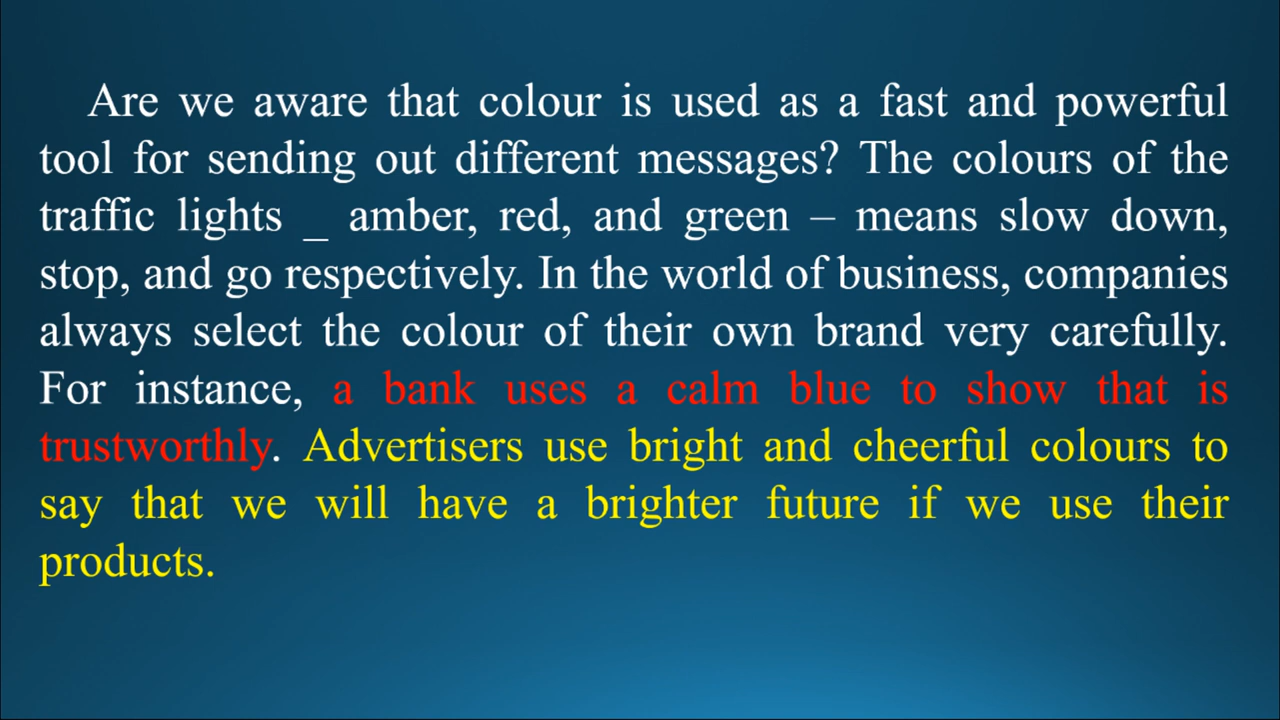 Are we aware that colour is used as a fast and powerful
tool for sending out different messages? The colours of the
traffic lights _ amber, red, and green – means slow down,
stop, and go respectively. In the world of business, companies
always select the colour of their own brand very carefully.
For instance, a bank uses a calm blue to show that is
trustworthly. Advertisers use bright and cheerful colours to
say that we will have a brighter future if we use their
products.